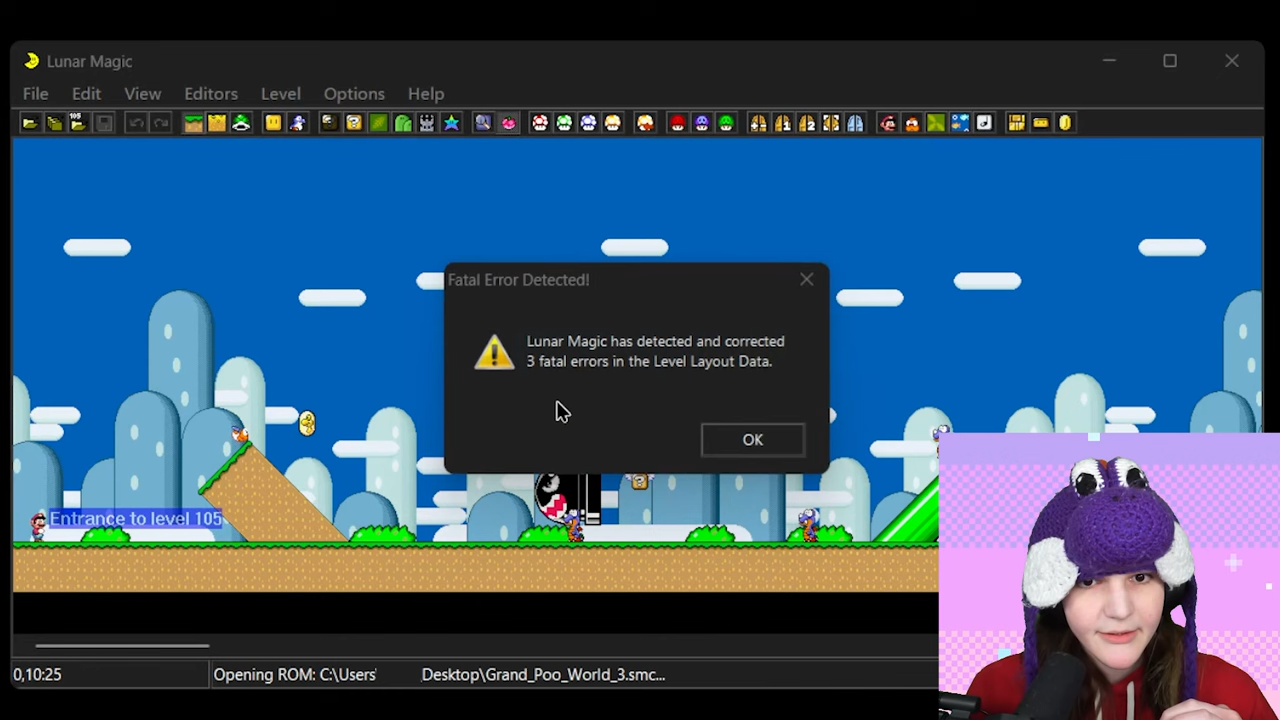 Lunar Magic
File Edit View Editors Level Options Help
Fatal Error Detected!
Lunar Magic has detected and corrected
3 fatal errors in the Level Layout Data.
OK
Entrance to level 105
0,10:25 Opening ROM: C:\Users Desktop\Grand_Poo_World_3.smc...